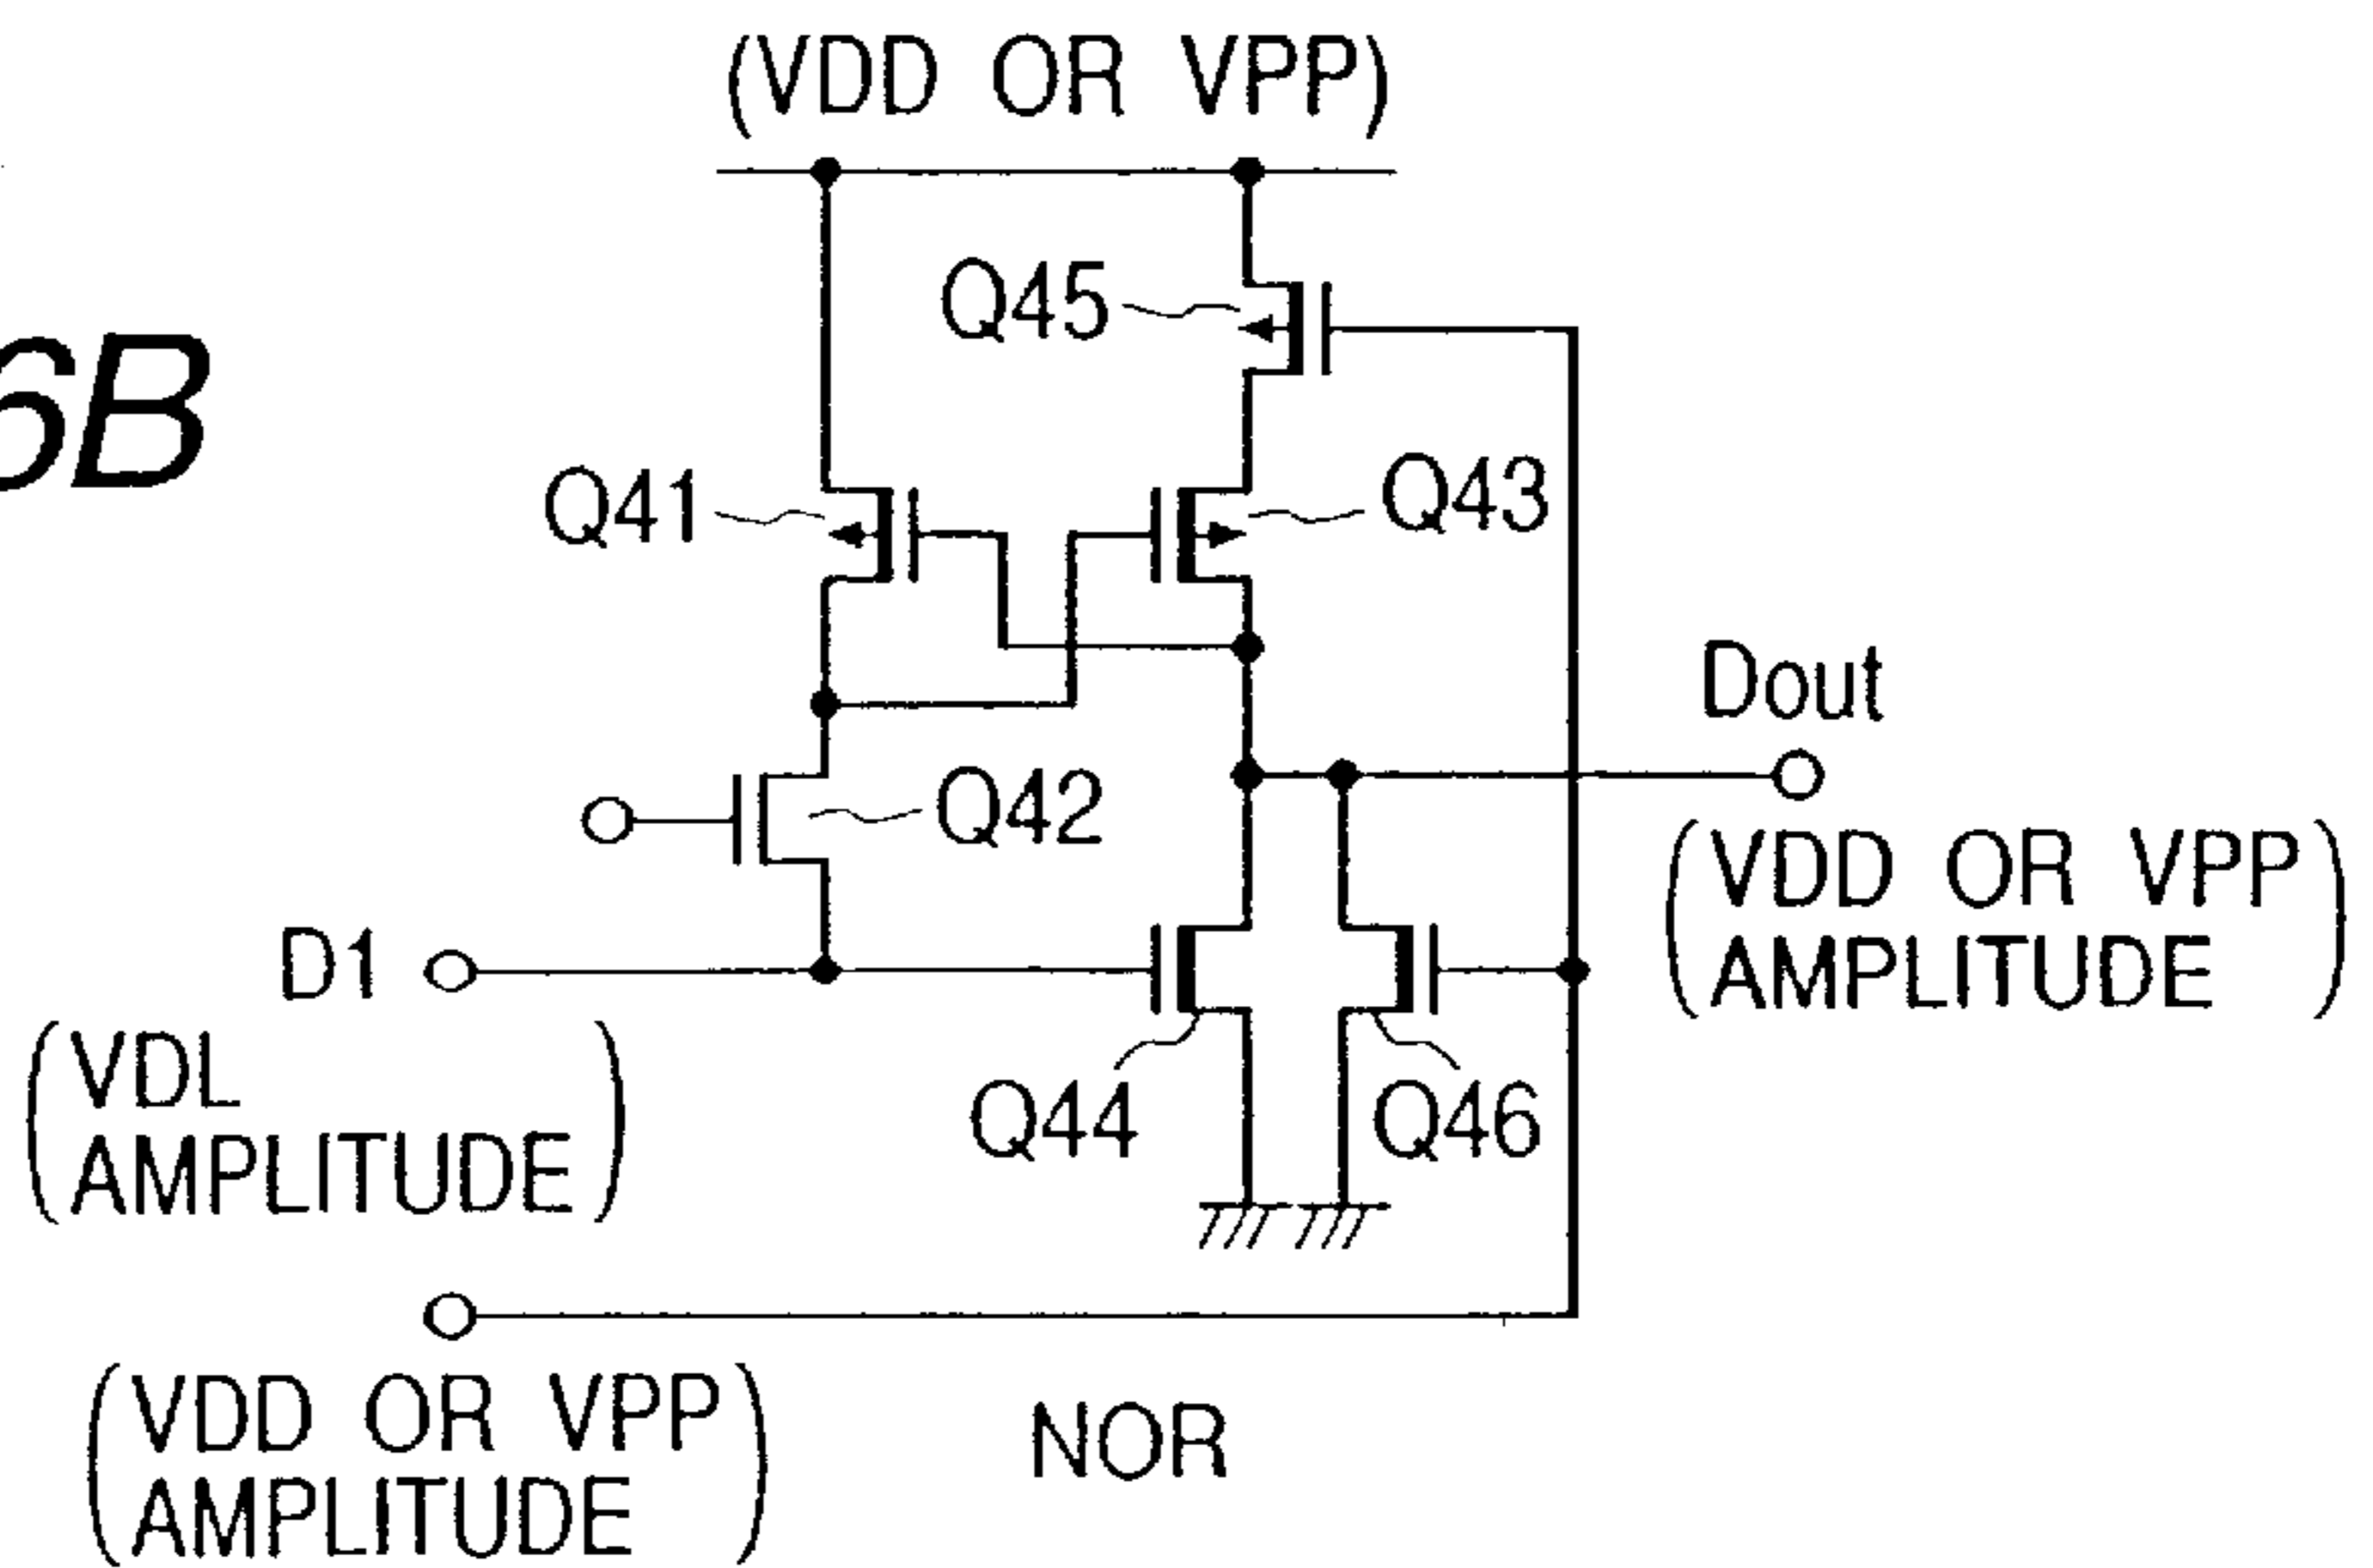 (VDD OR VPP)
6B
Q45
Q41
Q43
Q42
Dout
(VDD OR VPP
AMPLITUDE)
D1
(VDL
AMPLITUDE)
Q44
Q46
(VDD OR VPP
AMPLITUDE)
NOR